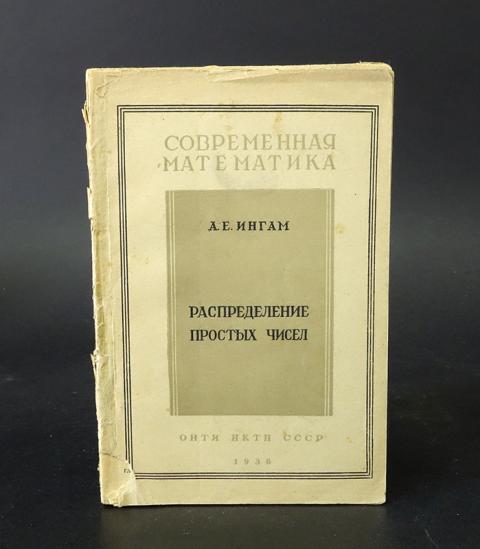 СОВРЕМЕННАЯ
МАТЕМАТИКА
А. Е. ИНГАМ
РАСПРЕДЕЛЕНИЕ
ПРОСТЫХ ЧИСЕЛ
ОНТИ НКТП СССР
1936